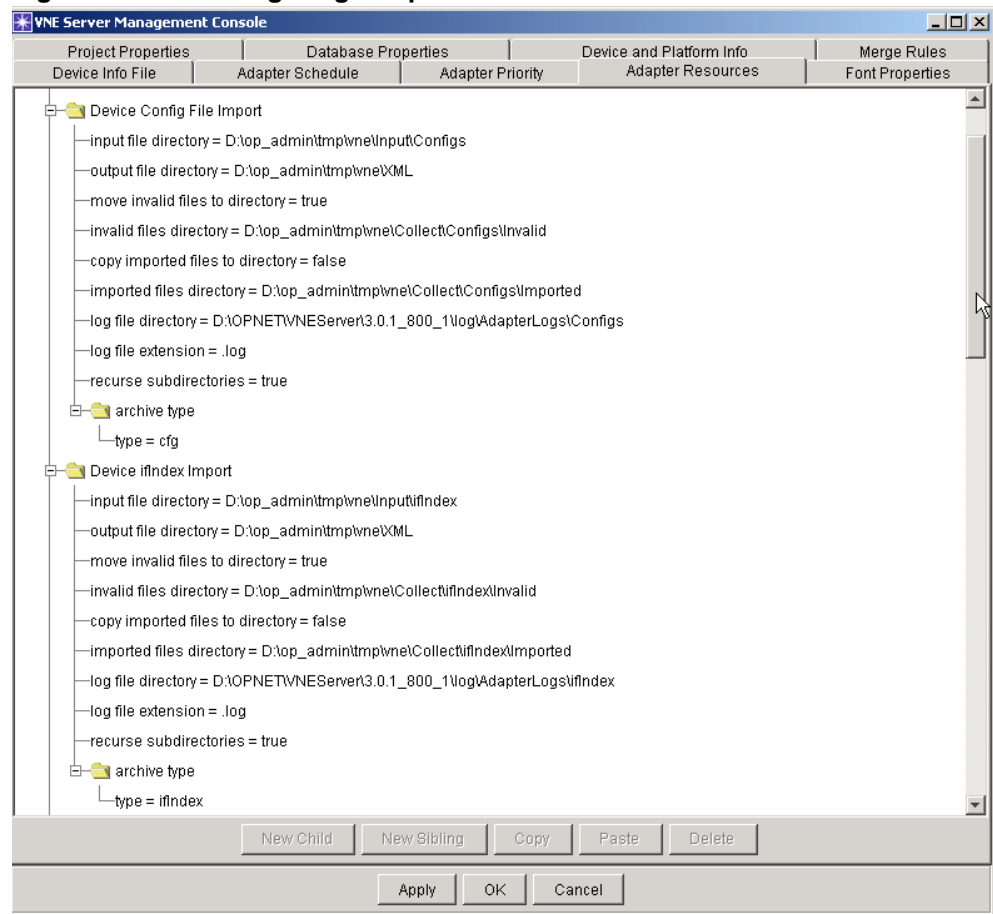 VNE Server Management Console
Project Properties Database Properties Device and Platform Info Merge Rules
Device Info File Adapter Schedule Adapter Priority Adapter Resources Font Properties
Device Config File Import
input file directory = D:\op_admin\tmp\vne\Input\Configs
output file directory = D:\op_admin\tmp\vne\XML
move invalid files to directory = true
invalid files directory = D:\op_admin\tmp\vne\Collect\Configs\Invalid
copy imported files to directory = false
imported files directory = D:\op_admin\tmp\vne\Collect\Configs\Imported
log file directory = D:\OPNET\VNEServer\3.0.1_800_1\log\AdapterLogs\Configs
log file extension = .log
recurse subdirectories = true
archive type
type = cfg
Device ifIndex Import
input file directory = D:\op_admin\tmp\vne\Input\ifIndex
output file directory = D:\op_admin\tmp\vne\XML
move invalid files to directory = true
invalid files directory = D:\op_admin\tmp\vne\Collect\ifIndex\Invalid
copy imported files to directory = false
imported files directory = D:\op_admin\tmp\vne\Collect\ifIndex\Imported
log file directory = D:\OPNET\VNEServer\3.0.1_800_1\log\AdapterLogs\ifIndex
log file extension = .log
recurse subdirectories = true
archive type
type = ifIndex
New Child New Sibling Copy Paste Delete
Apply OK Cancel